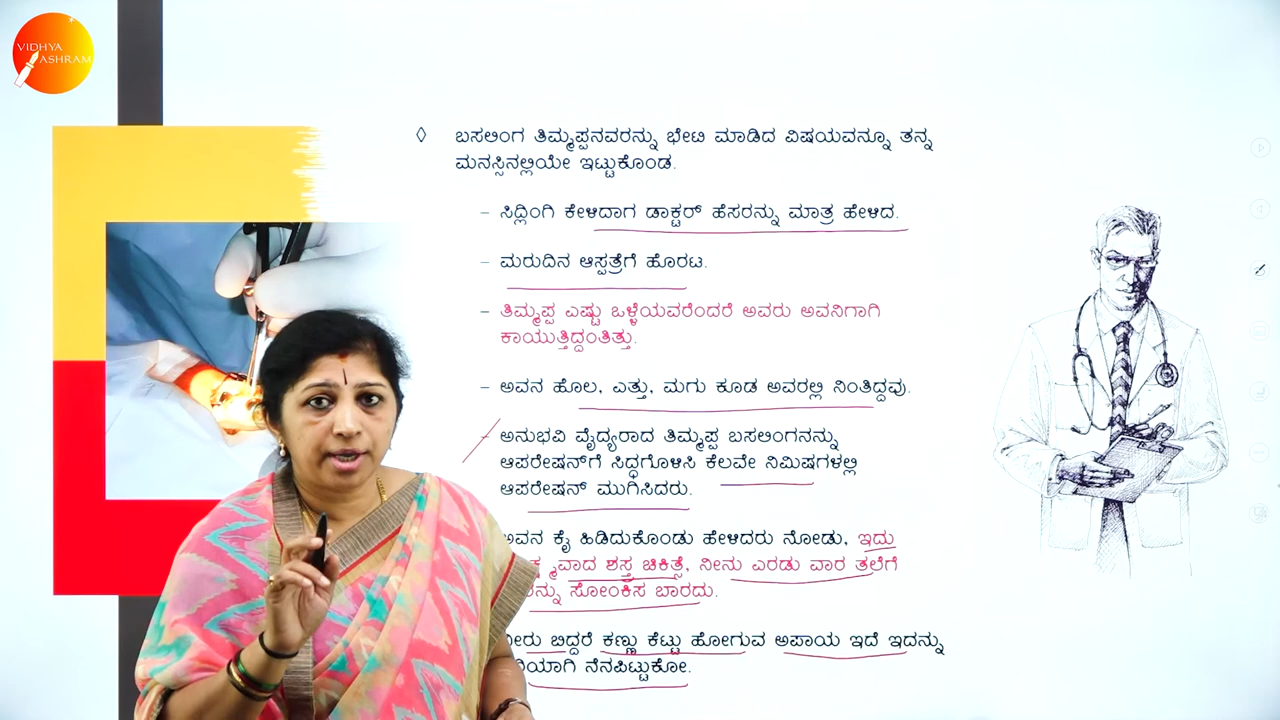 VIDHYA
ASHRAM
◊ ಬಸಲಿಂಗ ತಿಮ್ಮಪ್ಪನವರನ್ನು ಭೇಟಿ ಮಾಡಿದ ವಿಷಯವನ್ನೂ ತನ್ನ
ಮನಸ್ಸಿನಲ್ಲಿಯೇ ಇಟ್ಟುಕೊಂಡ.
– ಸಿದ್ಲಿಂಗಿ ಕೇಳಿದಾಗ ಡಾಕ್ಟರ್ ಹೆಸರನ್ನು ಮಾತ್ರ ಹೇಳಿದ.
– ಮರುದಿನ ಆಸ್ಪತ್ರೆಗೆ ಹೊರಟ.
– ತಿಮ್ಮಪ್ಪ ಎಷ್ಟು ಒಳ್ಳೆಯವರೆಂದರೆ ಅವರು ಅವನಿಗಾಗಿ
ಕಾಯುತ್ತಿದ್ದಂತಿತ್ತು.
– ಅವನ ಹೊಲ, ಎತ್ತು, ಮಗು ಕೂಡ ಅವರಲ್ಲಿ ನಿಂತಿದ್ದವು.
– ಅನುಭವಿ ವೈದ್ಯರಾದ ತಿಮ್ಮಪ್ಪ ಬಸಲಿಂಗನನ್ನು
ಆಪರೇಷನ್‌ಗೆ ಸಿದ್ಧಗೊಳಿಸಿ ಕೆಲವೇ ನಿಮಿಷಗಳಲ್ಲಿ
ಆಪರೇಷನ್ ಮುಗಿಸಿದರು.
ಅವನ ಕೈ ಹಿಡಿದುಕೊಂಡು ಹೇಳಿದರು ನೋಡು, ಇದು
ಶಸ್ತ್ರ ಚಿಕಿತ್ಸೆ, ನೀನು ಎರಡು ವಾರ ತಲೆಗೆ
ಸೋಂಕಿಸ ಬಾರದು.
ಬಿದ್ದರೆ ಕಣ್ಣು ಕೆಟ್ಟು ಹೋಗುವ ಅಪಾಯ ಇದೆ ಇದನ್ನು
ನೆನಪಿಟ್ಟುಕೋ.